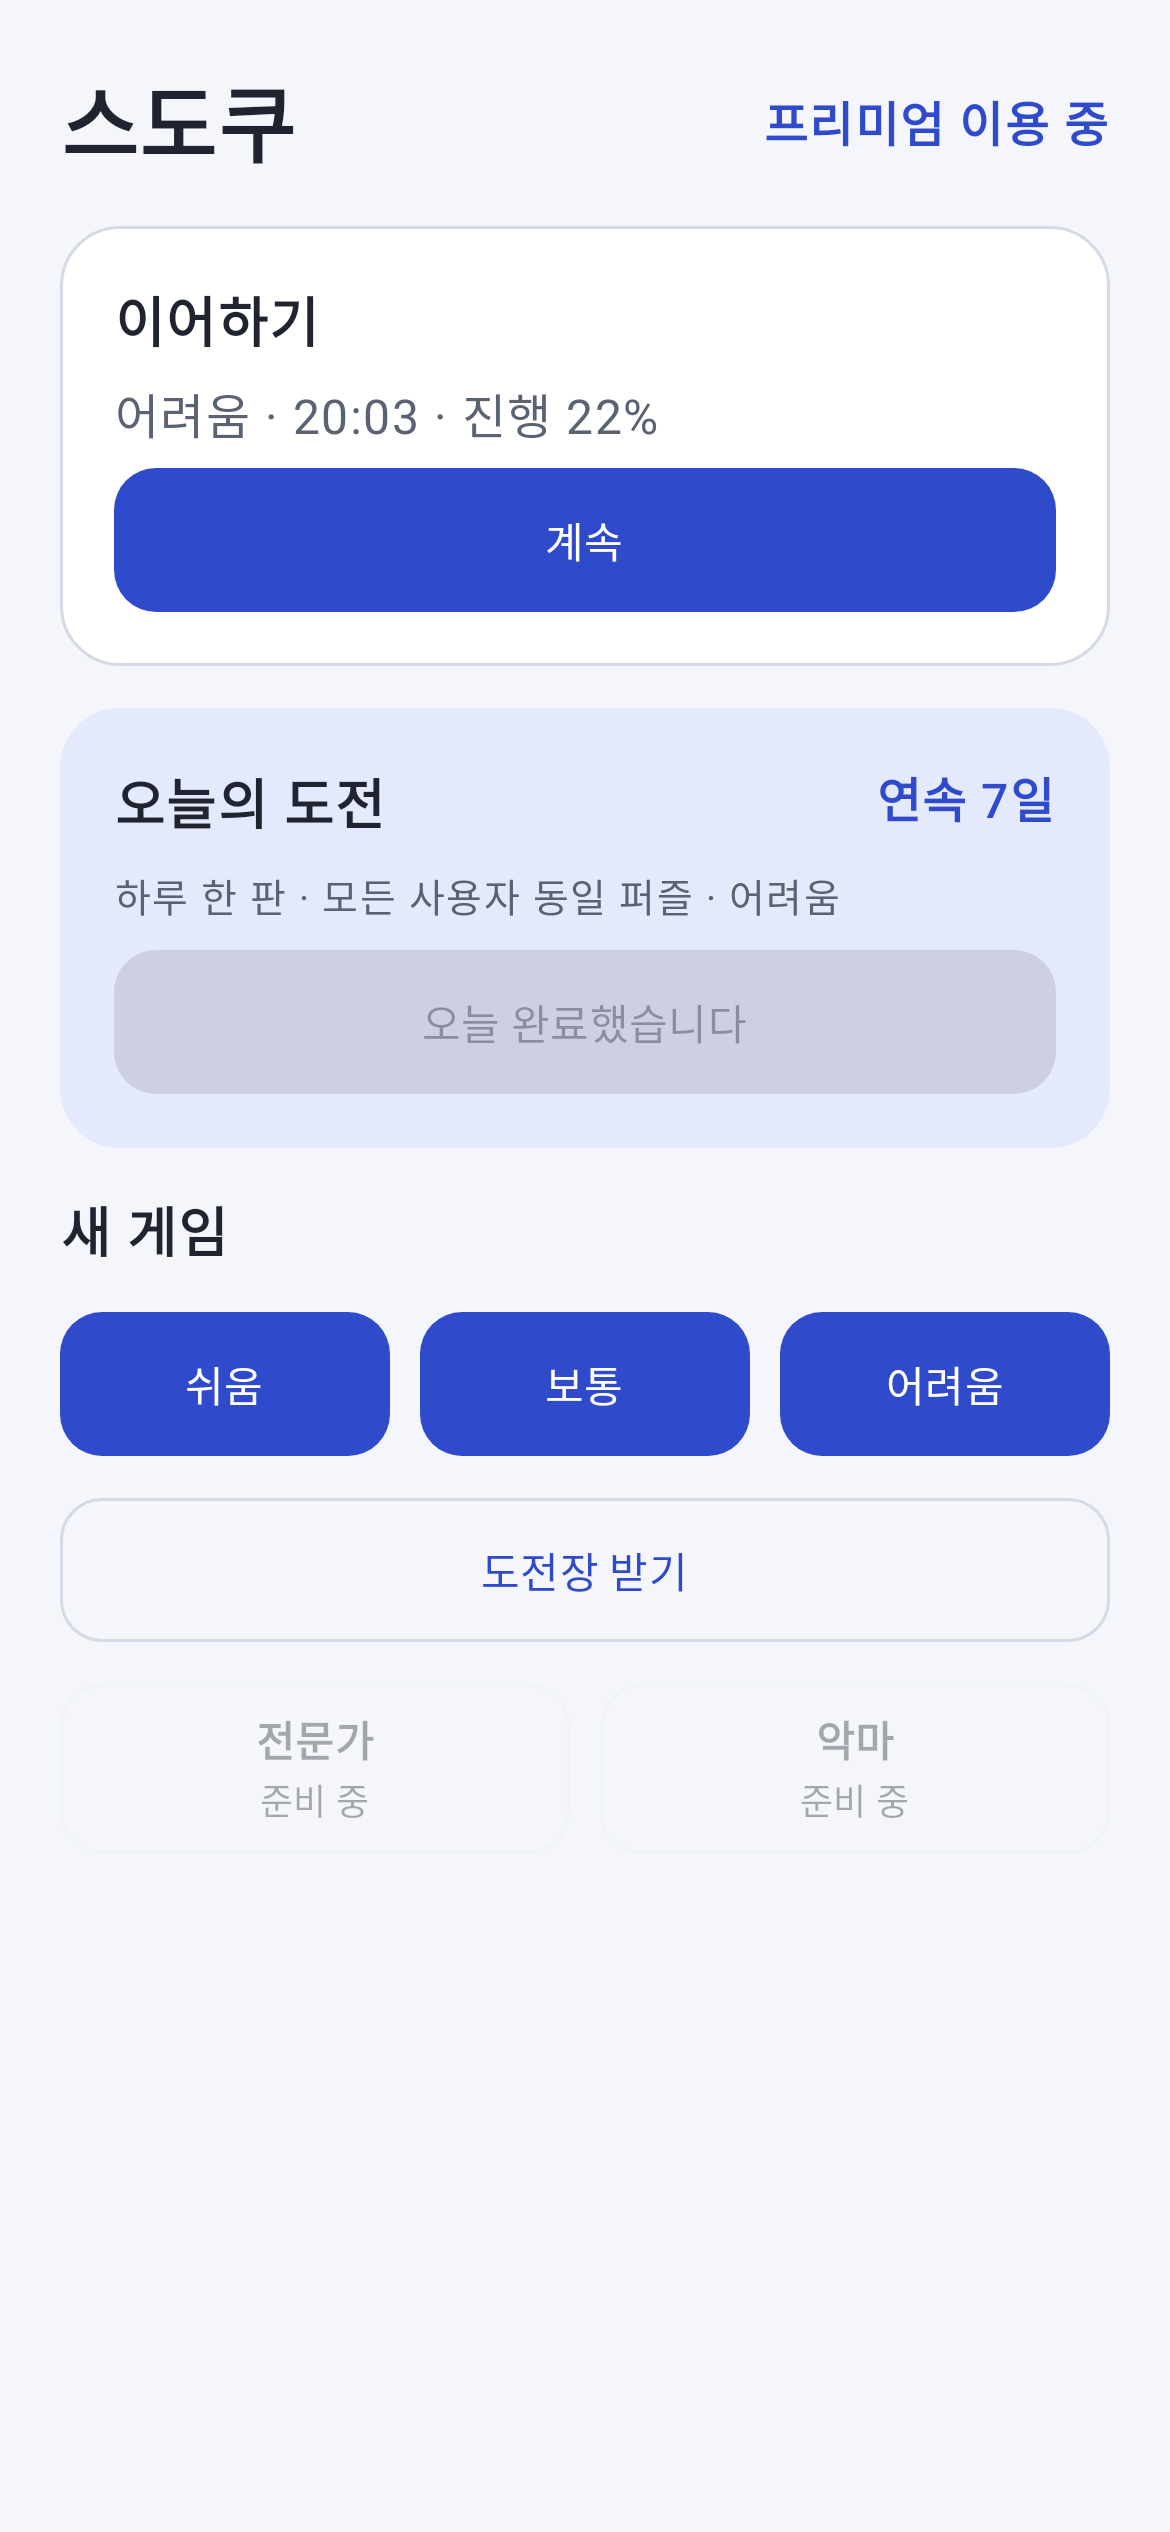 스도쿠
프리미엄 이용 중
이어하기
어려움 · 20:03 · 진행 22%
계속
오늘의 도전
연속 7일
하루 한 판 · 모든 사용자 동일 퍼즐 · 어려움
오늘 완료했습니다
새 게임
쉬움
보통
어려움
도전장 받기
전문가
준비 중
악마
준비 중